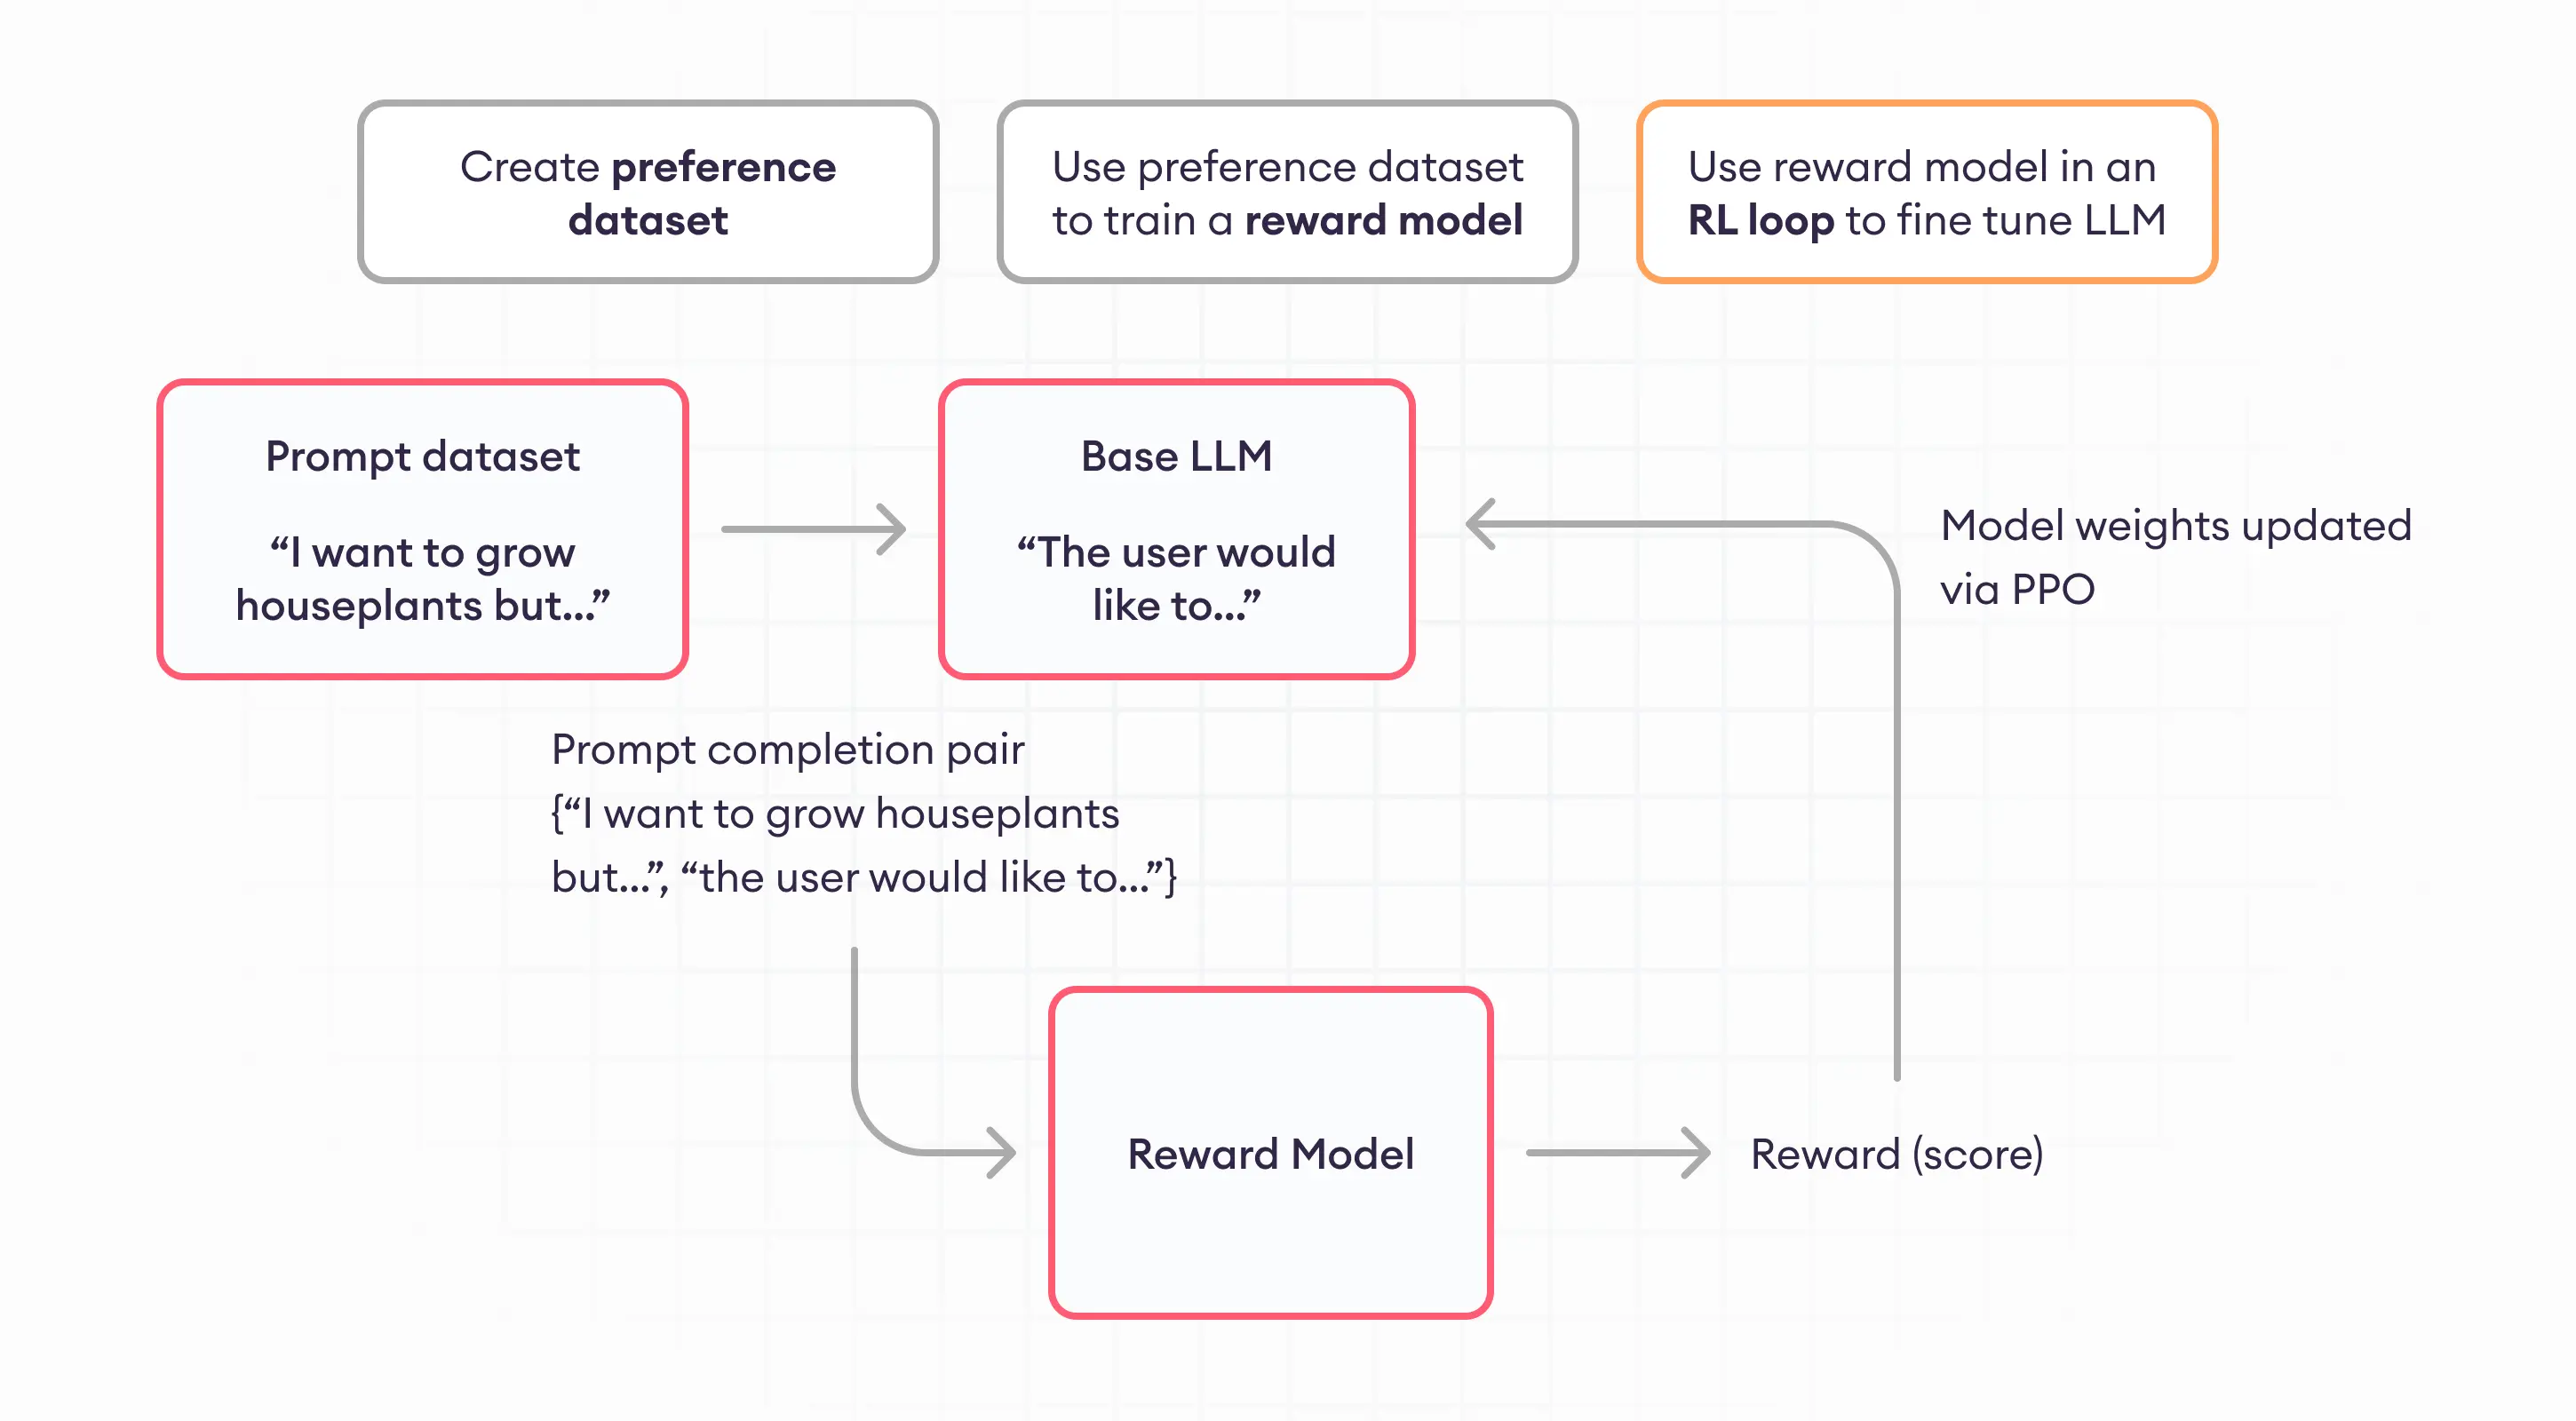 Create preference
dataset
Use preference dataset
to train a reward model
Use reward model in an
RL loop to fine tune LLM
Prompt dataset
“I want to grow
houseplants but...”
Base LLM
“The user would
like to...”
Model weights updated
via PPO
Prompt completion pair
{“I want to grow houseplants
but...”, “the user would like to...”}
Reward Model
Reward (score)